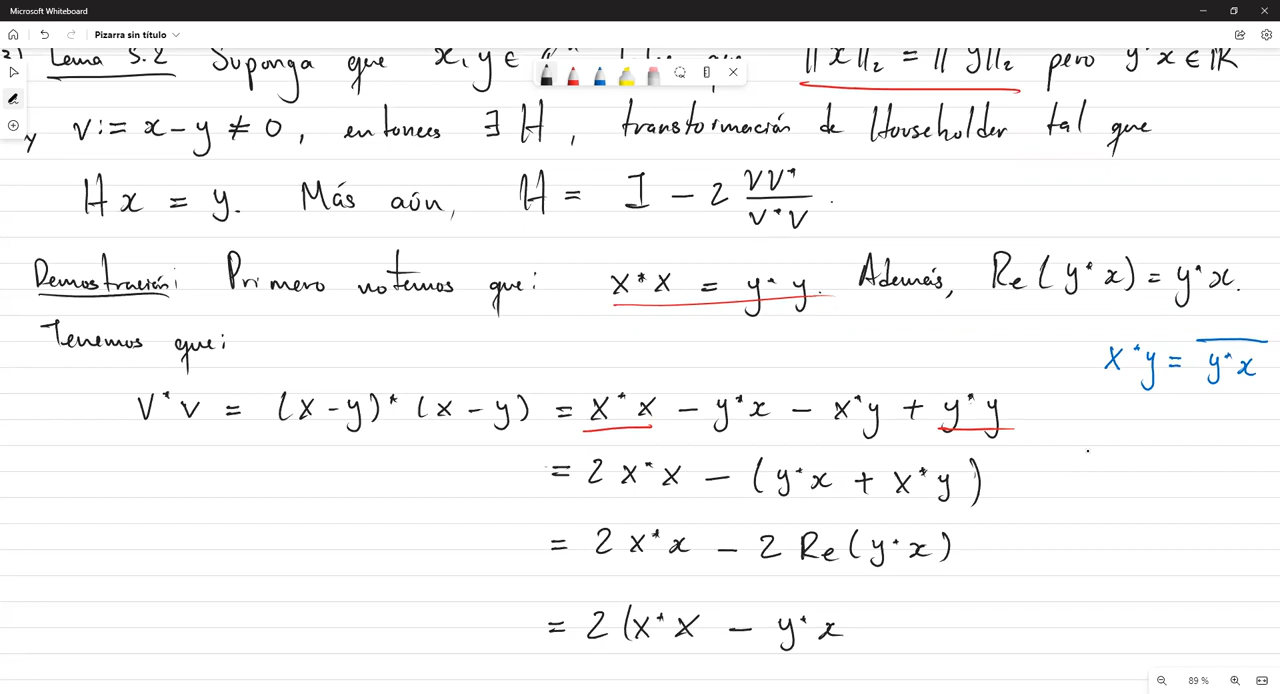 Microsoft Whiteboard
Pizarra sin título
Lema 5.2 Suponga que x, y ∈ ||x||₂ = ||y||₂ pero y*x ∈ IK
y v := x - y ≠ 0, entonces ∃ H, transformación de Householder tal que
Hx = y. Más aún, H = I - 2 vv*/v*v.
Demostración: Primero notemos que: x*x = y*y. Además, Re(y*x) = y*x.
Tenemos que:
x*y = \overline{y*x}
v*v = (x-y)*(x-y) = x*x - y*x - x*y + y*y
= 2x*x - (y*x + x*y)
= 2x*x - 2Re(y*x)
= 2(x*x - y*x
89 %